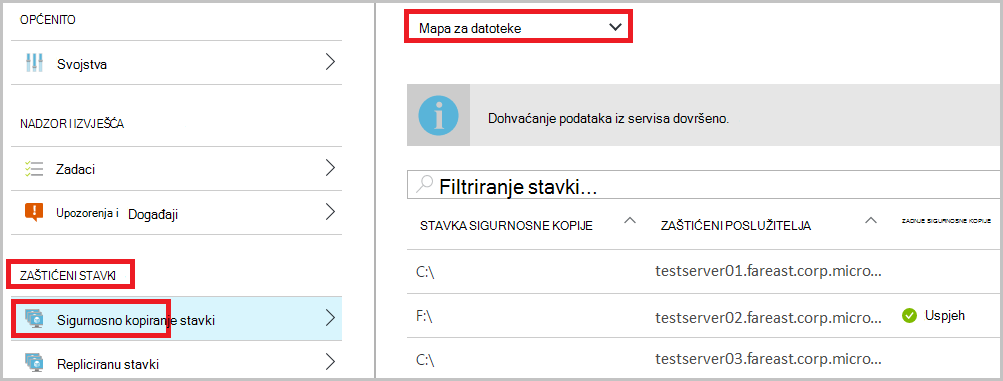 OPĆENITO
Svojstva
NADZOR I IZVJEŠĆA
Zadaci
Upozorenja i Događaji
ZAŠTIĆENI STAVKI
Sigurnosno kopiranje stavki
Repliciranu stavki
Mapa za datoteke
Dohvaćanje podataka iz servisa dovršeno.
Filtriranje stavki...
STAVKA SIGURNOSNE KOPIJE ZAŠTIĆENI POSLUŽITELJA ZADNJE SIGURNOSNE KOPIJE
C:\ testserver01.fareast.corp.micro...
F:\ testserver02.fareast.corp.micro... Uspjeh
C:\ testserver03.fareast.corp.micro...